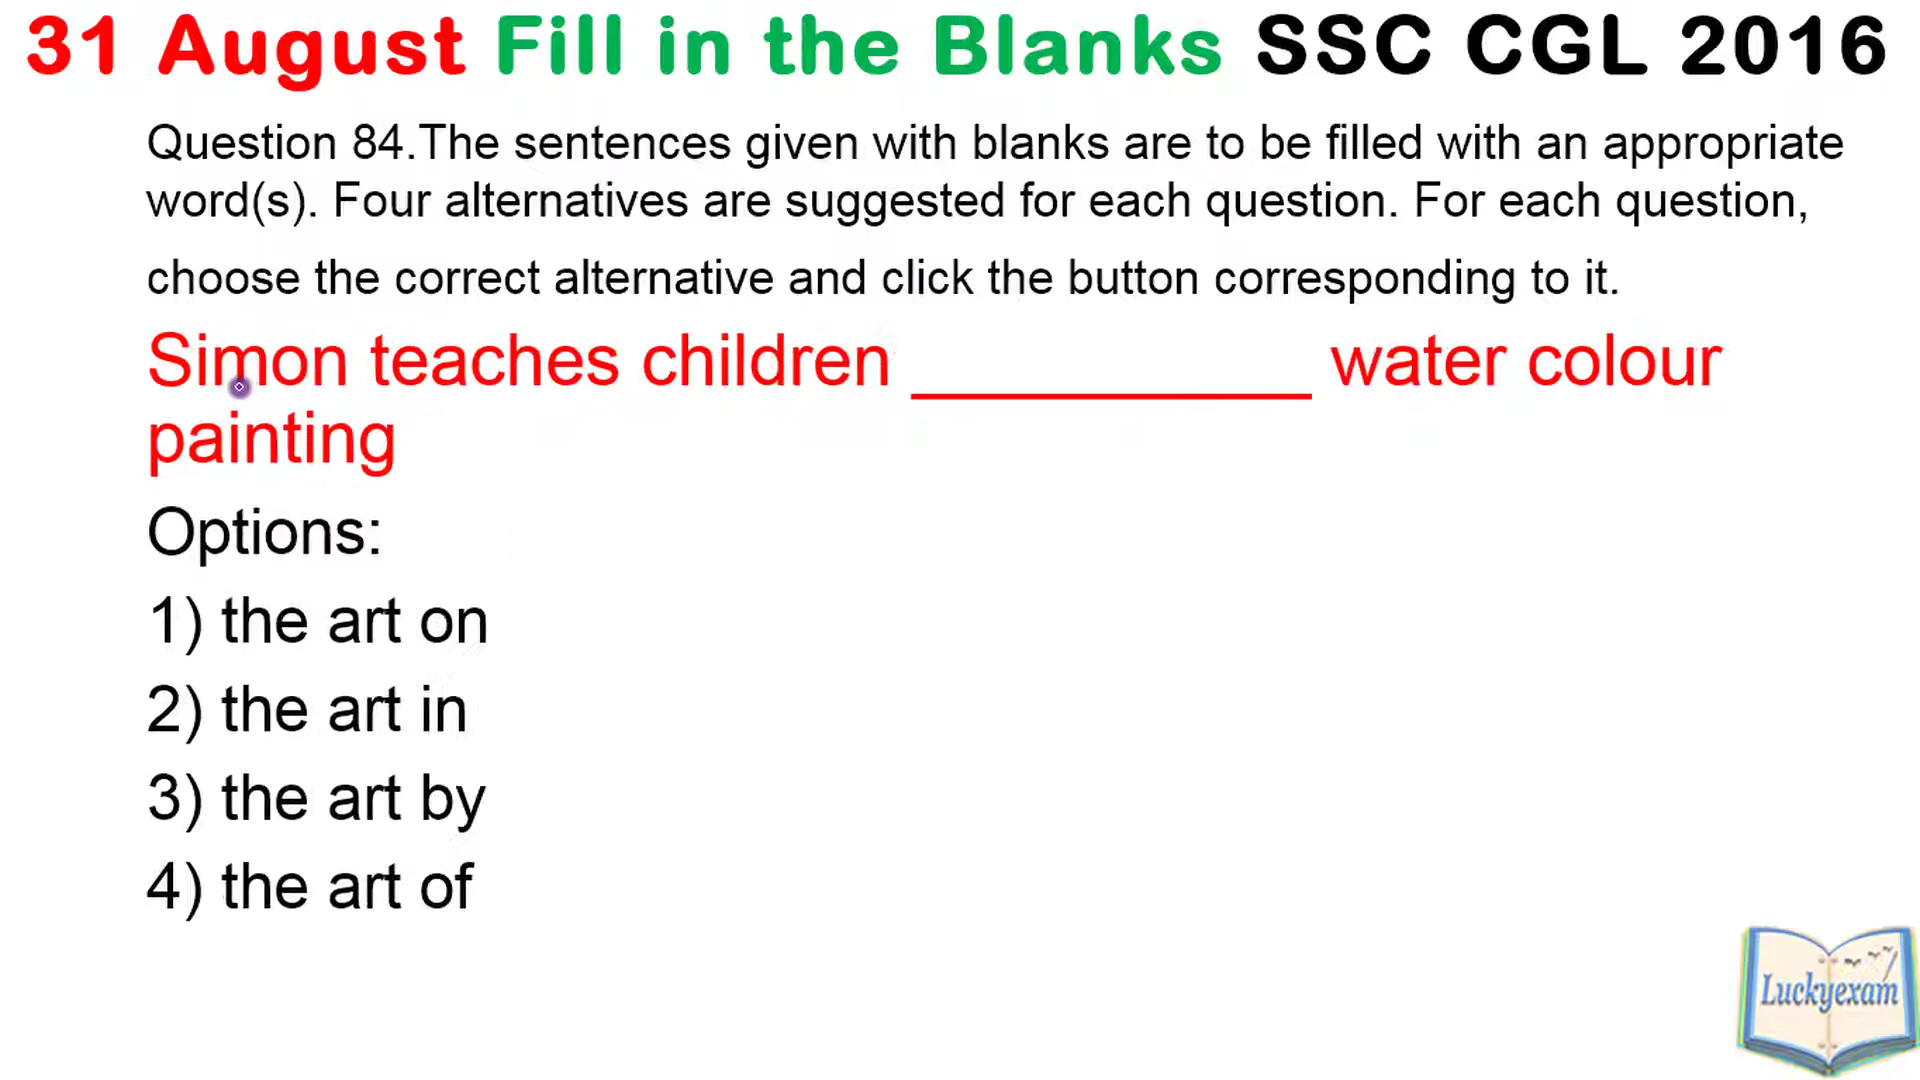 31 August Fill in the Blanks SSC CGL 2016
Question 84.The sentences given with blanks are to be filled with an appropriate
word(s). Four alternatives are suggested for each question. For each question,
choose the correct alternative and click the button corresponding to it.
Simon teaches children __________ water colour
painting
Options:
1) the art on
2) the art in
3) the art by
4) the art of
Luckyexam